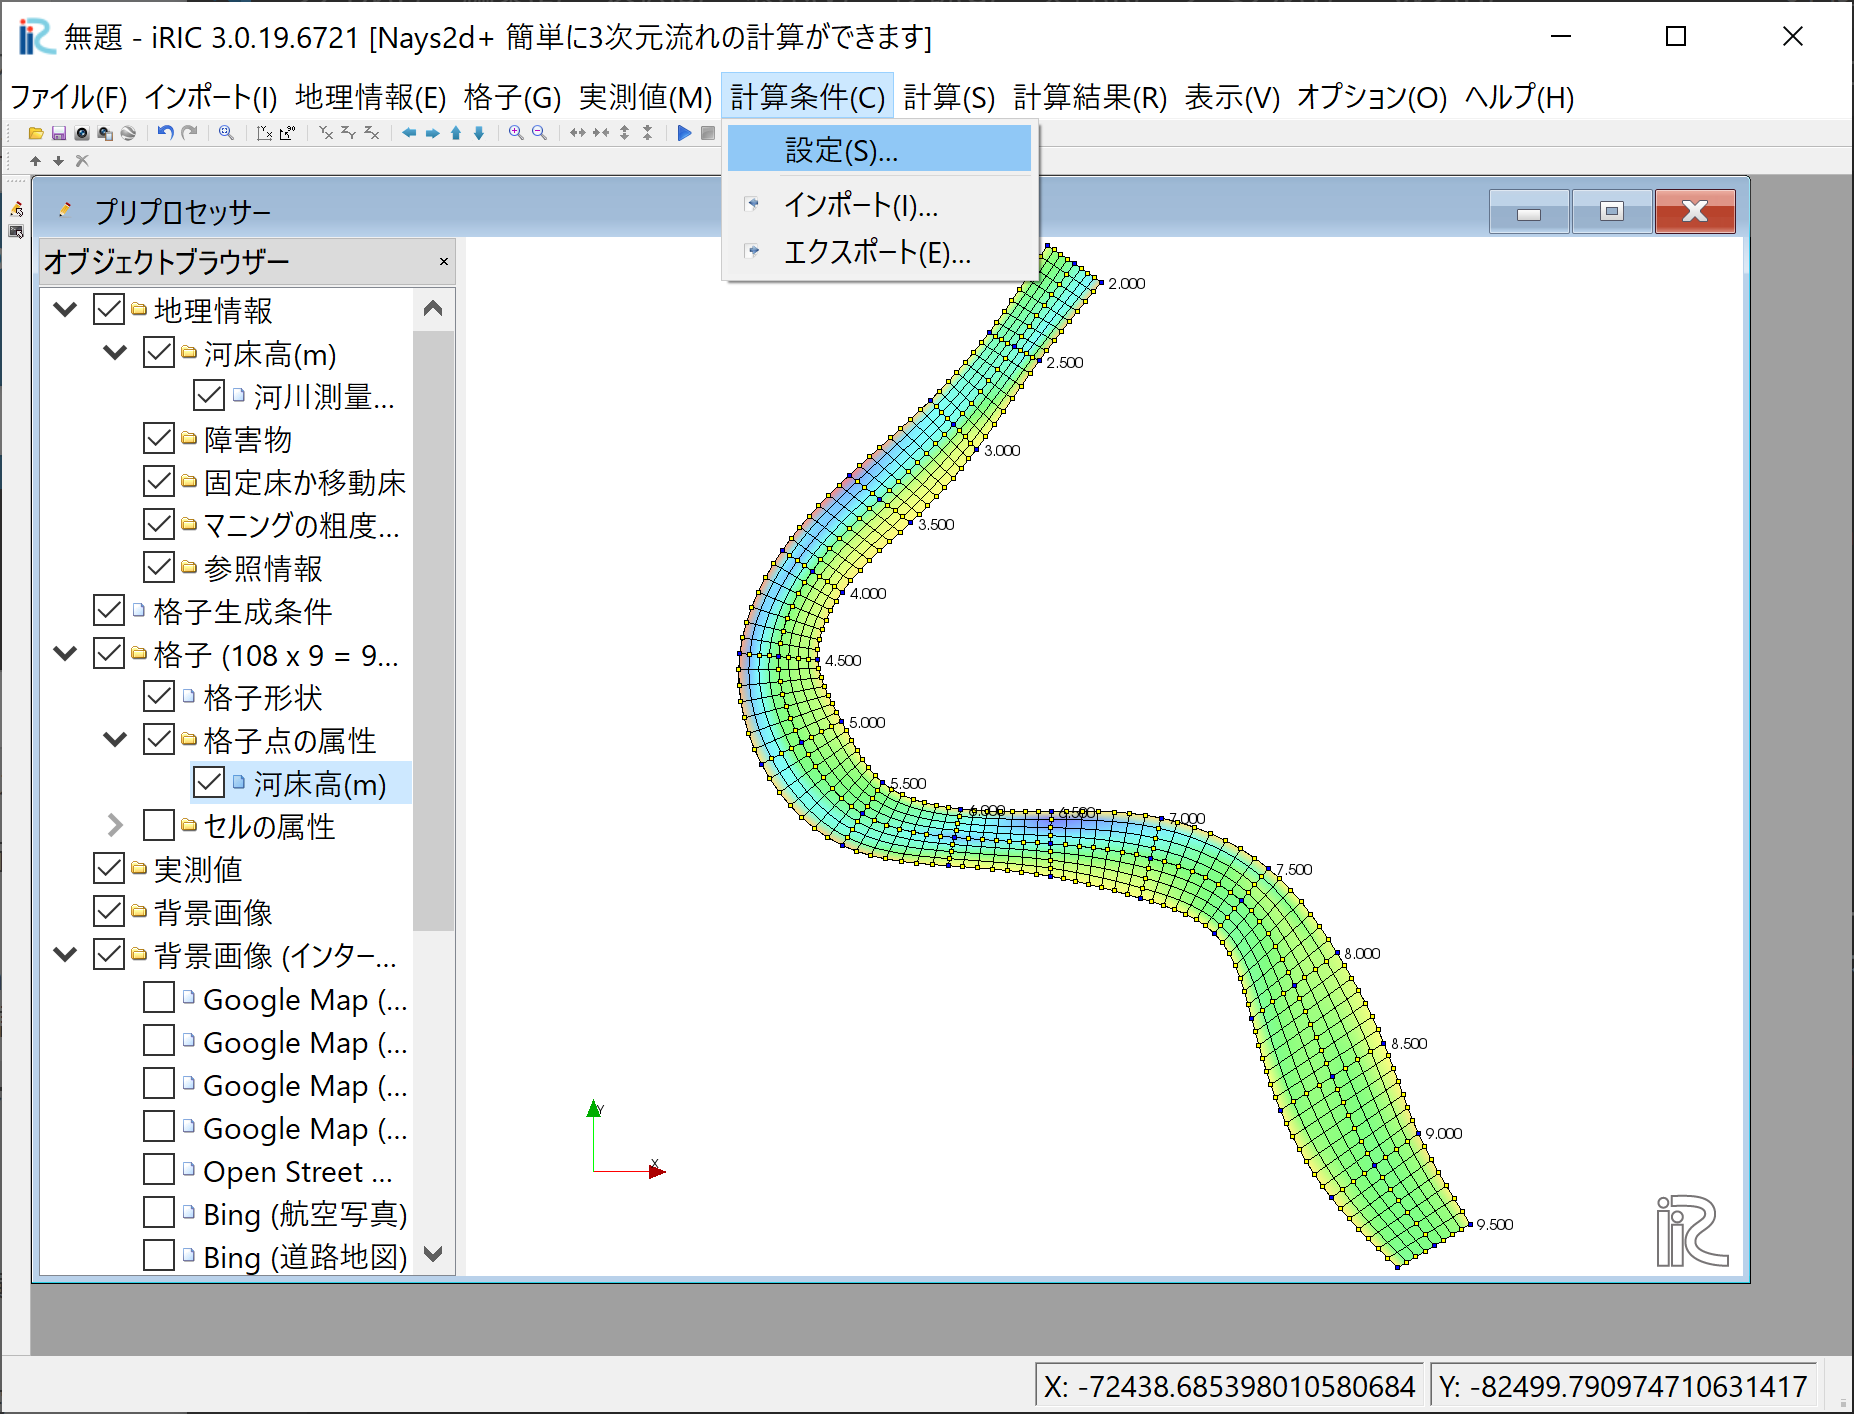 無題 - iRIC 3.0.19.6721 [Nays2d+ 簡単に3次元流れの計算ができます]
ファイル(F) インポート(I) 地理情報(E) 格子(G) 実測値(M) 計算条件(C) 計算(S) 計算結果(R) 表示(V) オプション(O) ヘルプ(H)
設定(S)...
インポート(I)...
エクスポート(E)...
プリプロセッサー
オブジェクトブラウザー
地理情報
河床高(m)
河川測量...
障害物
固定床か移動床
マニングの粗度...
参照情報
格子生成条件
格子 (108 x 9 = 9...
格子形状
格子点の属性
河床高(m)
セルの属性
実測値
背景画像
背景画像 (インター...
Google Map (...
Google Map (...
Google Map (...
Google Map (...
Open Street ...
Bing (航空写真)
Bing (道路地図)
2.000
2.500
3.000
3.500
4.000
4.500
5.000
5.500
6.000
6.500
7.000
7.500
8.000
8.500
9.000
9.500
Y
X
iRC
X: -72438.685398010580684
Y: -82499.790974710631417